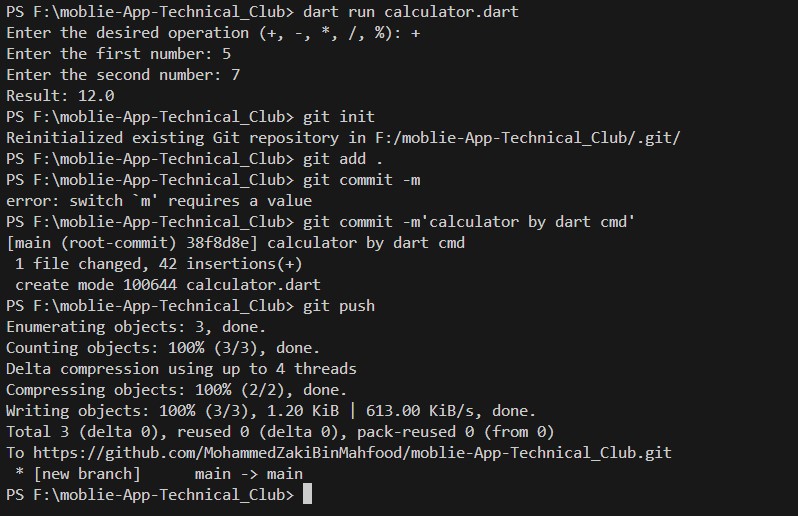 PS F:\moblie-App-Technical_Club> dart run calculator.dart
Enter the desired operation (+, -, *, /, %): +
Enter the first number: 5
Enter the second number: 7
Result: 12.0
PS F:\moblie-App-Technical_Club> git init
Reinitialized existing Git repository in F:/moblie-App-Technical_Club/.git/
PS F:\moblie-App-Technical_Club> git add .
PS F:\moblie-App-Technical_Club> git commit -m
error: switch `m' requires a value
PS F:\moblie-App-Technical_Club> git commit -m'calculator by dart cmd'
[main (root-commit) 38f8d8e] calculator by dart cmd
 1 file changed, 42 insertions(+)
 create mode 100644 calculator.dart
PS F:\moblie-App-Technical_Club> git push
Enumerating objects: 3, done.
Counting objects: 100% (3/3), done.
Delta compression using up to 4 threads
Compressing objects: 100% (2/2), done.
Writing objects: 100% (3/3), 1.20 KiB | 613.00 KiB/s, done.
Total 3 (delta 0), reused 0 (delta 0), pack-reused 0 (from 0)
To https://github.com/MohammedZakiBinMahfood/moblie-App-Technical_Club.git
 * [new branch]      main -> main
PS F:\moblie-App-Technical_Club>